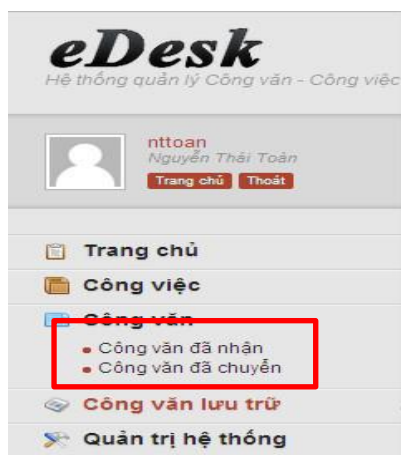 eDesk
Hệ thống quản lý Công văn - Công việc
nttoan
Nguyễn Thái Toàn
Trang chủ Thoát
Trang chủ
Công việc
Công văn
Công văn đã nhận
Công văn đã chuyển
Công văn lưu trữ
Quản trị hệ thống